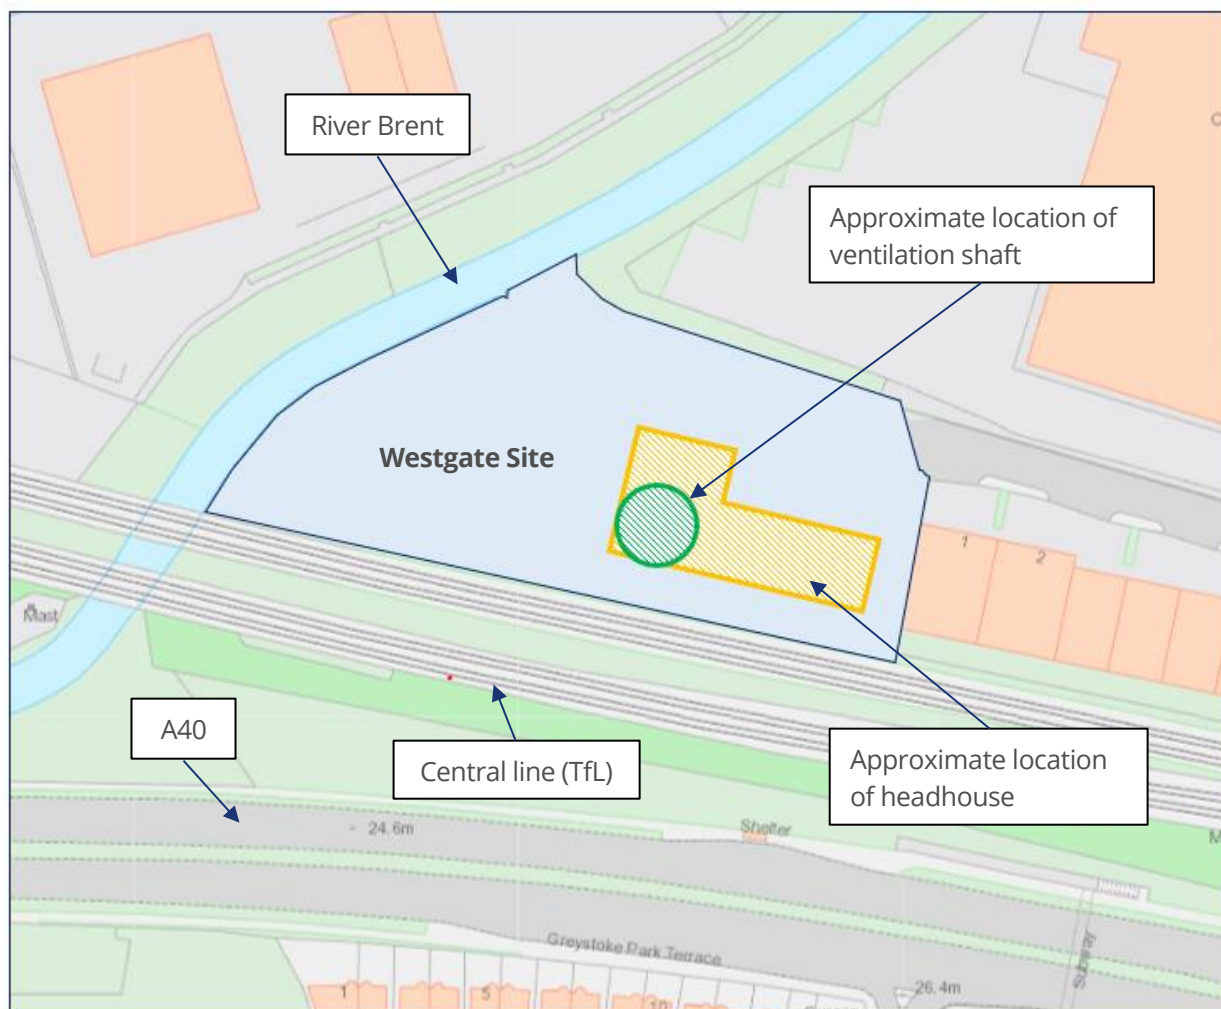 River Brent
Approximate location of
ventilation shaft
Westgate Site
1
2
Mast
A40
Central line (TfL)
Approximate location
of headhouse
24.6m
Shelter
Subway
Greystoke Park Terrace
1
5
10
26.4m